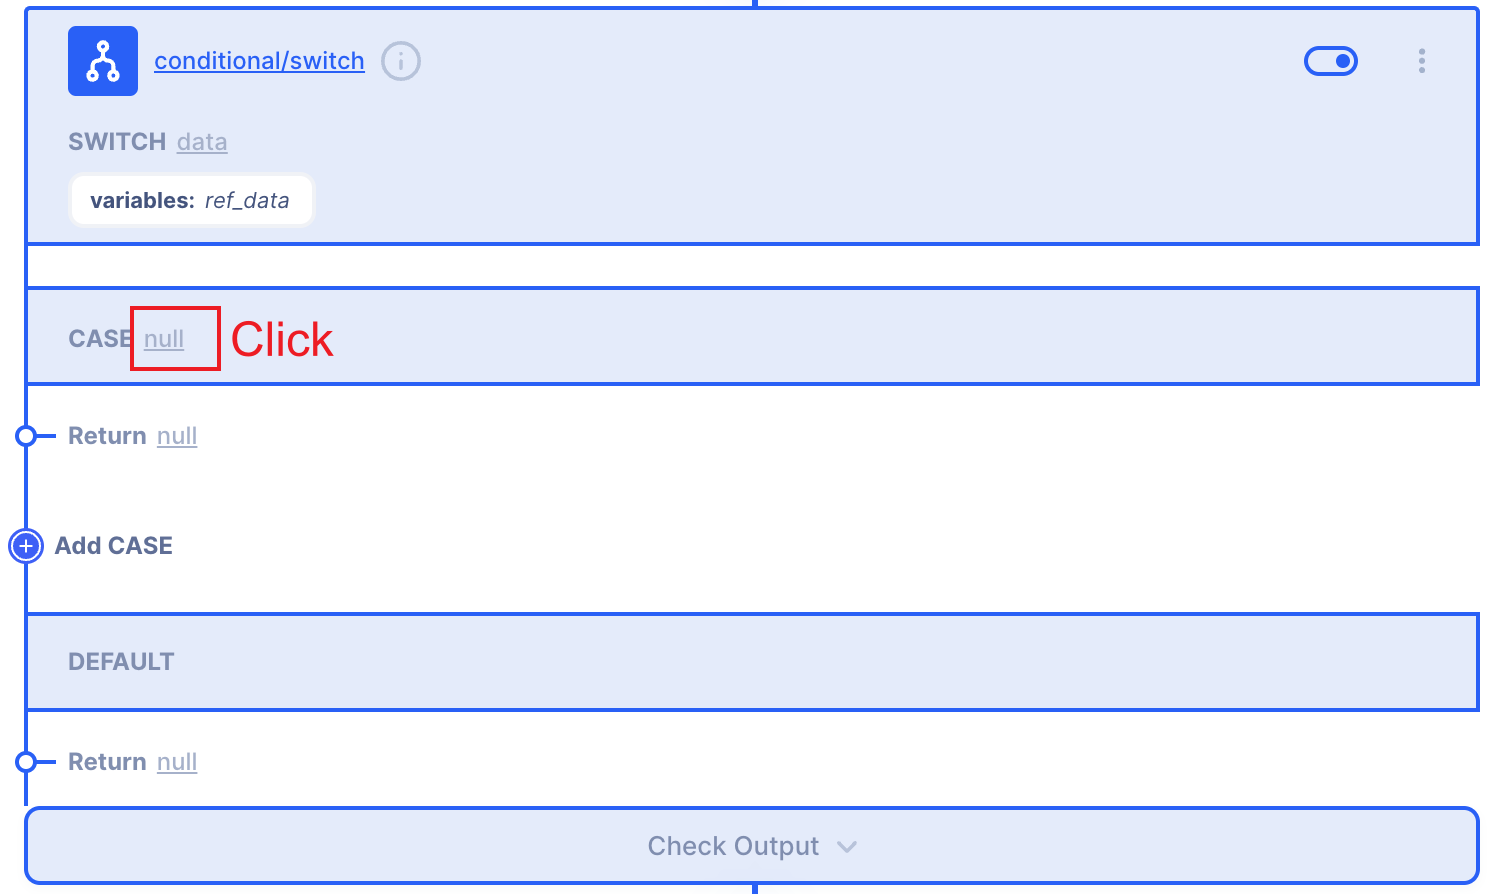 conditional/switch
SWITCH data
variables: ref_data
CASE null Click
Return null
Add CASE
DEFAULT
Return null
Check Output